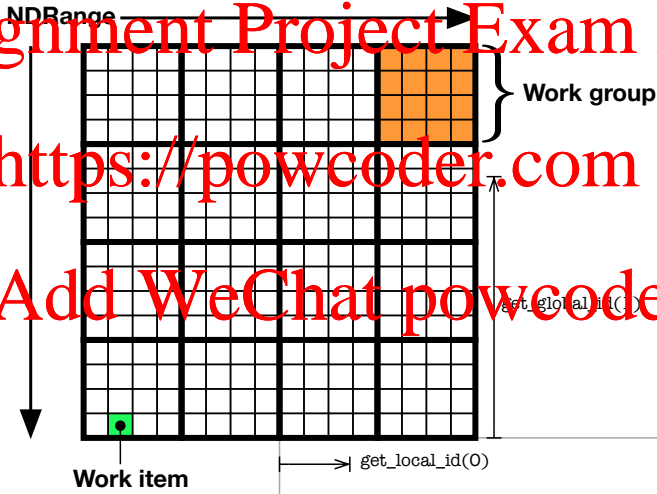 NDRange
gnment Project Exam
Work group
https://powcoder.com
Add WeChat powcode
get_global_id(1)
get_local_id(0)
Work item